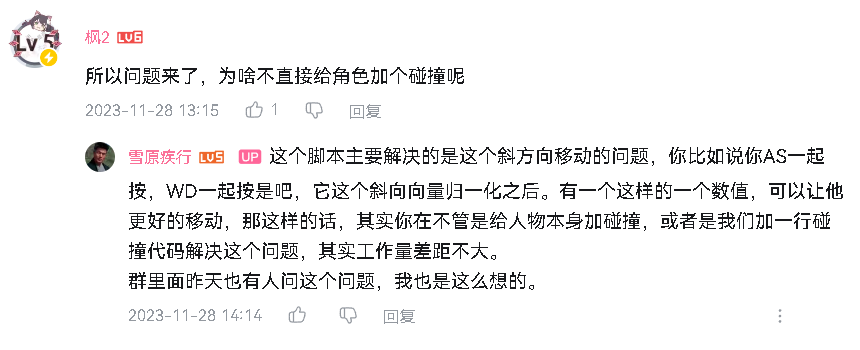 Lv 5
枫2 LV6
所以问题来了，为啥不直接给角色加个碰撞呢
2023-11-28 13:15 1 回复
雪原疾行 LV5 UP 这个脚本主要解决的是这个斜方向移动的问题，你比如说你AS一起
按，WD一起按是吧，它这个斜向向量归一化之后。有一个这样的一个数值，可以让他
更好的移动，那这样的话，其实你在不管是给人物本身加碰撞，或者是我们加一行碰
撞代码解决这个问题，其实工作量差距不大。
群里面昨天也有人问这个问题，我也是这么想的。
2023-11-28 14:14 回复